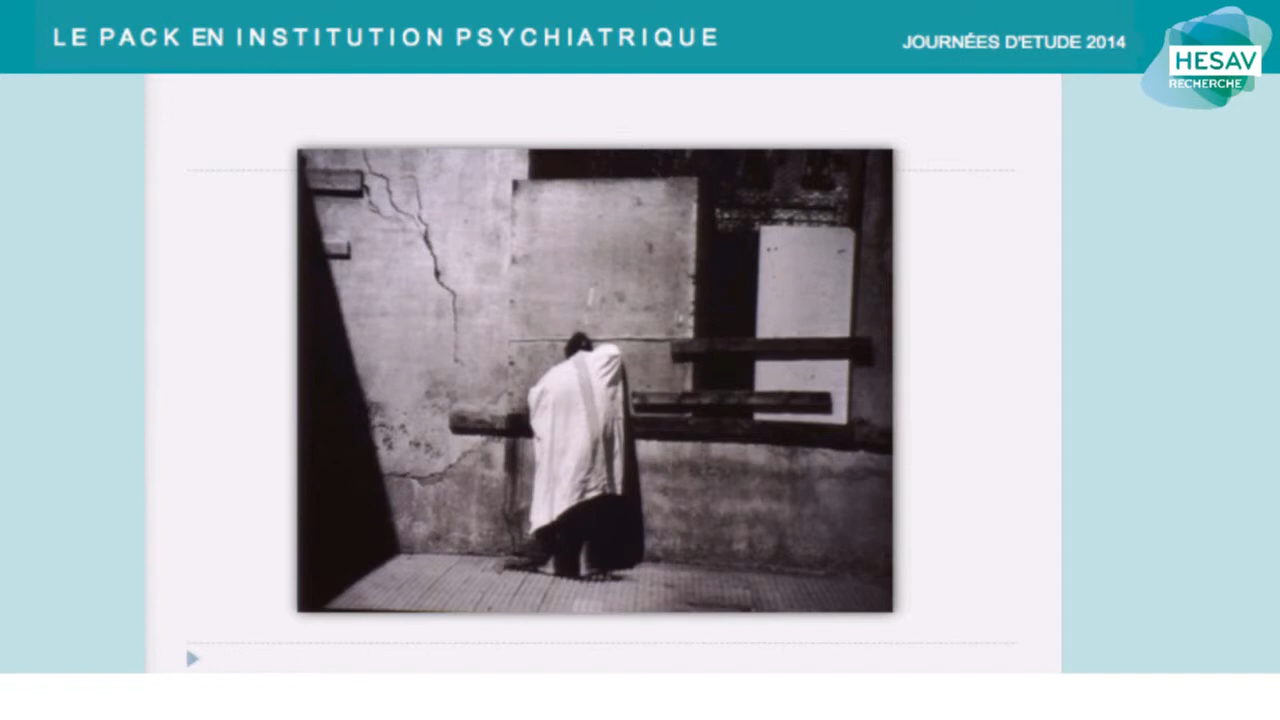 LE PACK EN INSTITUTION PSYCHIATRIQUE
JOURNÉES D'ETUDE 2014
HESAV
RECHERCHE